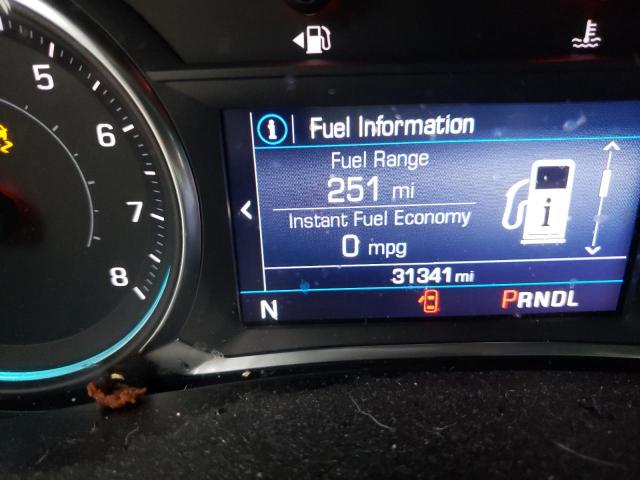 5
6
7
8
i Fuel Information
Fuel Range
251 mi
Instant Fuel Economy
0 mpg
i
31341 mi
N PRNDL